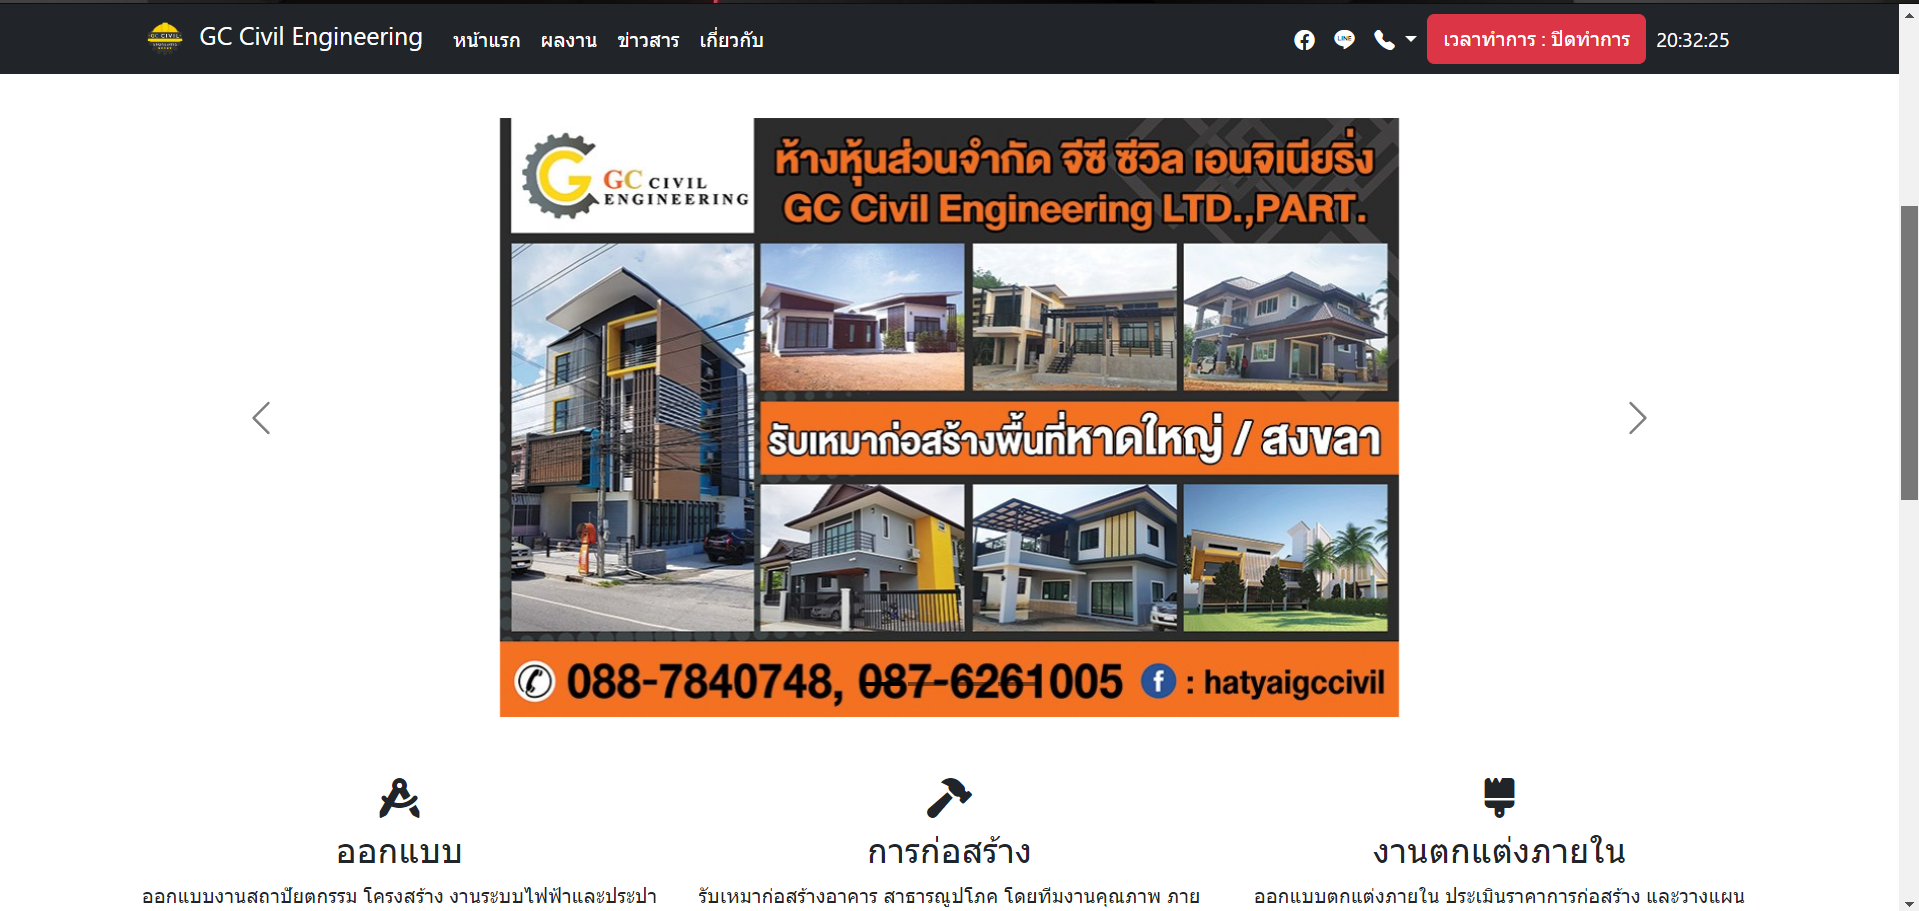 GC Civil Engineering
หน้าแรก ผลงาน ข่าวสาร เกี่ยวกับ
เวลาทำการ : ปิดทำการ 20:32:25
GC CIVIL
ENGINEERING
ห้างหุ้นส่วนจำกัด จีซี ซีวิล เอนจิเนียริ่ง
GC Civil Engineering LTD.,PART.
รับเหมาก่อสร้างพื้นที่หาดใหญ่ / สงขลา
088-7840748, 087-6261005 f : hatyaigccivil
ออกแบบ
การก่อสร้าง
งานตกแต่งภายใน
ออกแบบงานสถาปัยตกรรม โครงสร้าง งานระบบไฟฟ้าและประปา
รับเหมาก่อสร้างอาคาร สาธารณูปโภค โดยทีมงานคุณภาพ ภาย
ออกแบบตกแต่งภายใน ประเมินราคาการก่อสร้าง และวางแผน